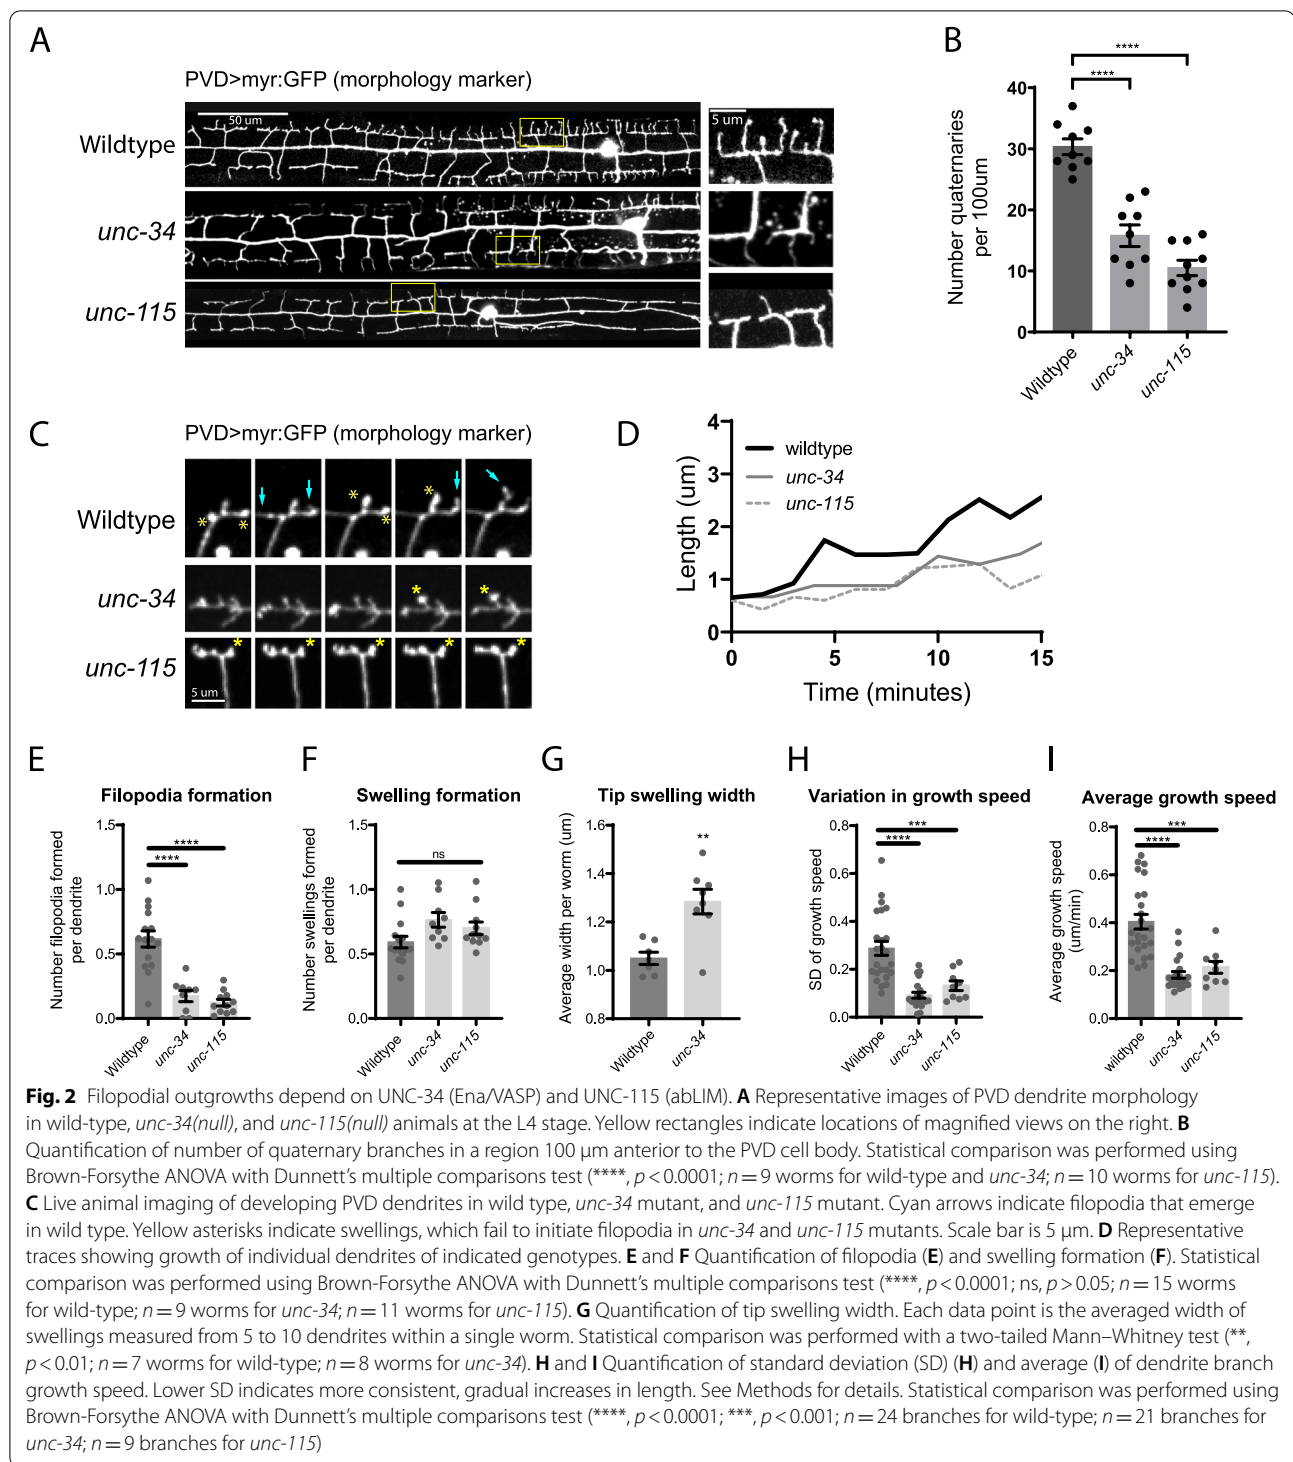 A
PVD>myr:GFP (morphology marker)
50 um
5 um
Wildtype
unc-34
unc-115
B
****
****
Number quaternaries
per 100um
40
30
20
10
0
Wildtype
unc-34
unc-115
C
PVD>myr:GFP (morphology marker)
Wildtype
unc-34
unc-115
5 um
* * * * *
* *
* * * * *
D
Length (um)
4
3
2
1
0
wildtype
unc-34
unc-115
0 5 10 15
Time (minutes)
E
Filopodia formation
Number filopodia formed
per dendrite
1.5
1.0
0.5
0.0
****
****
Wildtype
unc-34
unc-115
F
Swelling formation
Number swellings formed
per dendrite
1.5
1.0
0.5
0.0
ns
Wildtype
unc-34
unc-115
G
Tip swelling width
Average width per worm (um)
1.6
1.4
1.2
1.0
0.8
**
Wildtype
unc-34
H
Variation in growth speed
SD of growth speed
0.8
0.6
0.4
0.2
0.0
***
****
Wildtype
unc-34
unc-115
I
Average growth speed
Average growth speed
(um/min)
0.8
0.6
0.4
0.2
0.0
***
****
wildtype
unc-34
unc-115
Fig. 2 Filopodial outgrowths depend on UNC-34 (Ena/VASP) and UNC-115 (abLIM). A Representative images of PVD dendrite morphology
in wild-type, unc-34(null), and unc-115(null) animals at the L4 stage. Yellow rectangles indicate locations of magnified views on the right. B
Quantification of number of quaternary branches in a region 100 μm anterior to the PVD cell body. Statistical comparison was performed using
Brown-Forsythe ANOVA with Dunnett's multiple comparisons test (****, p < 0.0001; n = 9 worms for wild-type and unc-34; n = 10 worms for unc-115).
C Live animal imaging of developing PVD dendrites in wild type, unc-34 mutant, and unc-115 mutant. Cyan arrows indicate filopodia that emerge
in wild type. Yellow asterisks indicate swellings, which fail to initiate filopodia in unc-34 and unc-115 mutants. Scale bar is 5 μm. D Representative
traces showing growth of individual dendrites of indicated genotypes. E and F Quantification of filopodia (E) and swelling formation (F). Statistical
comparison was performed using Brown-Forsythe ANOVA with Dunnett's multiple comparisons test (****, p < 0.0001; ns, p > 0.05; n = 15 worms
for wild-type; n = 9 worms for unc-34; n = 11 worms for unc-115). G Quantification of tip swelling width. Each data point is the averaged width of
swellings measured from 5 to 10 dendrites within a single worm. Statistical comparison was performed with a two-tailed Mann–Whitney test (**,
p < 0.01; n = 7 worms for wild-type; n = 8 worms for unc-34). H and I Quantification of standard deviation (SD) (H) and average (I) of dendrite branch
growth speed. Lower SD indicates more consistent, gradual increases in length. See Methods for details. Statistical comparison was performed using
Brown-Forsythe ANOVA with Dunnett's multiple comparisons test (****, p < 0.0001; ***, p < 0.001; n = 24 branches for wild-type; n = 21 branches for
unc-34; n = 9 branches for unc-115)